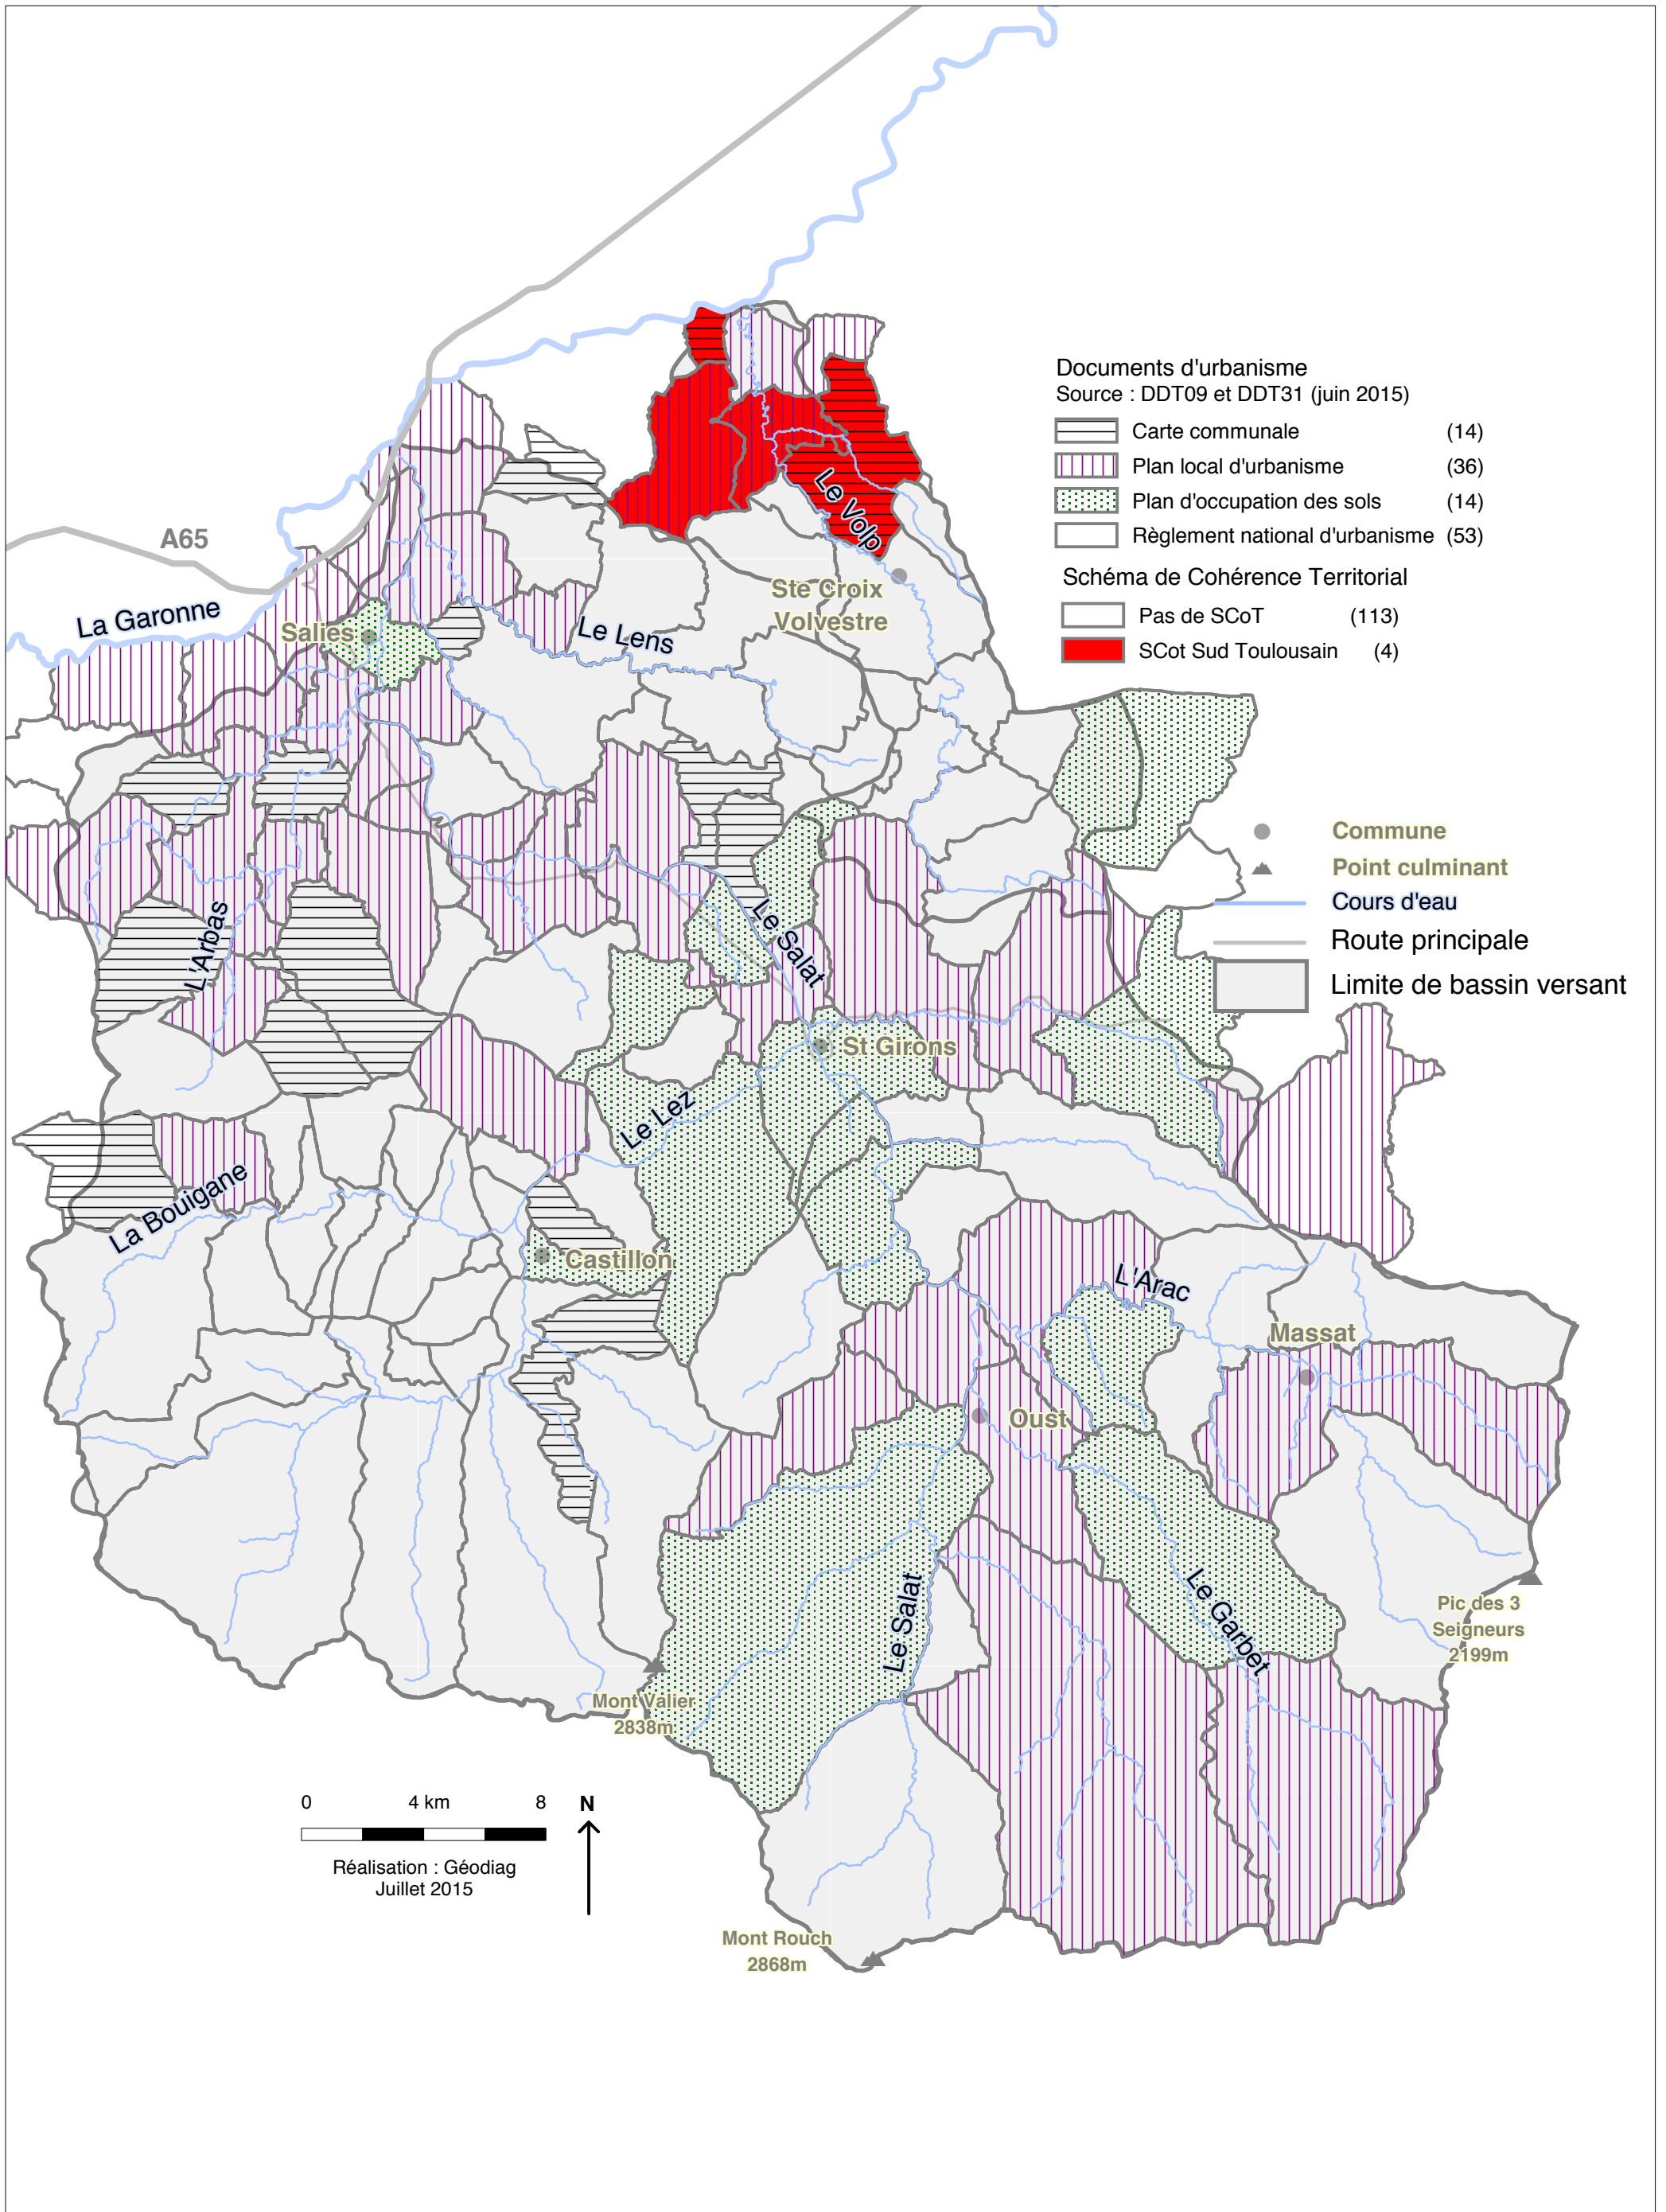 Documents d'urbanisme
Source : DDT09 et DDT31 (juin 2015)
Carte communale (14)
Plan local d'urbanisme (36)
Plan d'occupation des sols (14)
Règlement national d'urbanisme (53)
Schéma de Cohérence Territorial
Pas de SCoT (113)
SCot Sud Toulousain (4)
Commune
Point culminant
Cours d'eau
Route principale
Limite de bassin versant
A65
La Garonne
Salies
Le Lens
Le Volp
Ste Croix
Volvestre
L'Arbas
Le Salat
St Girons
Le Lez
La Bouigane
Castillon
L'Arac
Massat
Oust
Le Salat
Le Garbet
Pic des 3
Seigneurs
2199m
Mont Valier
2838m
0 4 km 8
N
Réalisation : Géodiag
Juillet 2015
Mont Rouch
2868m